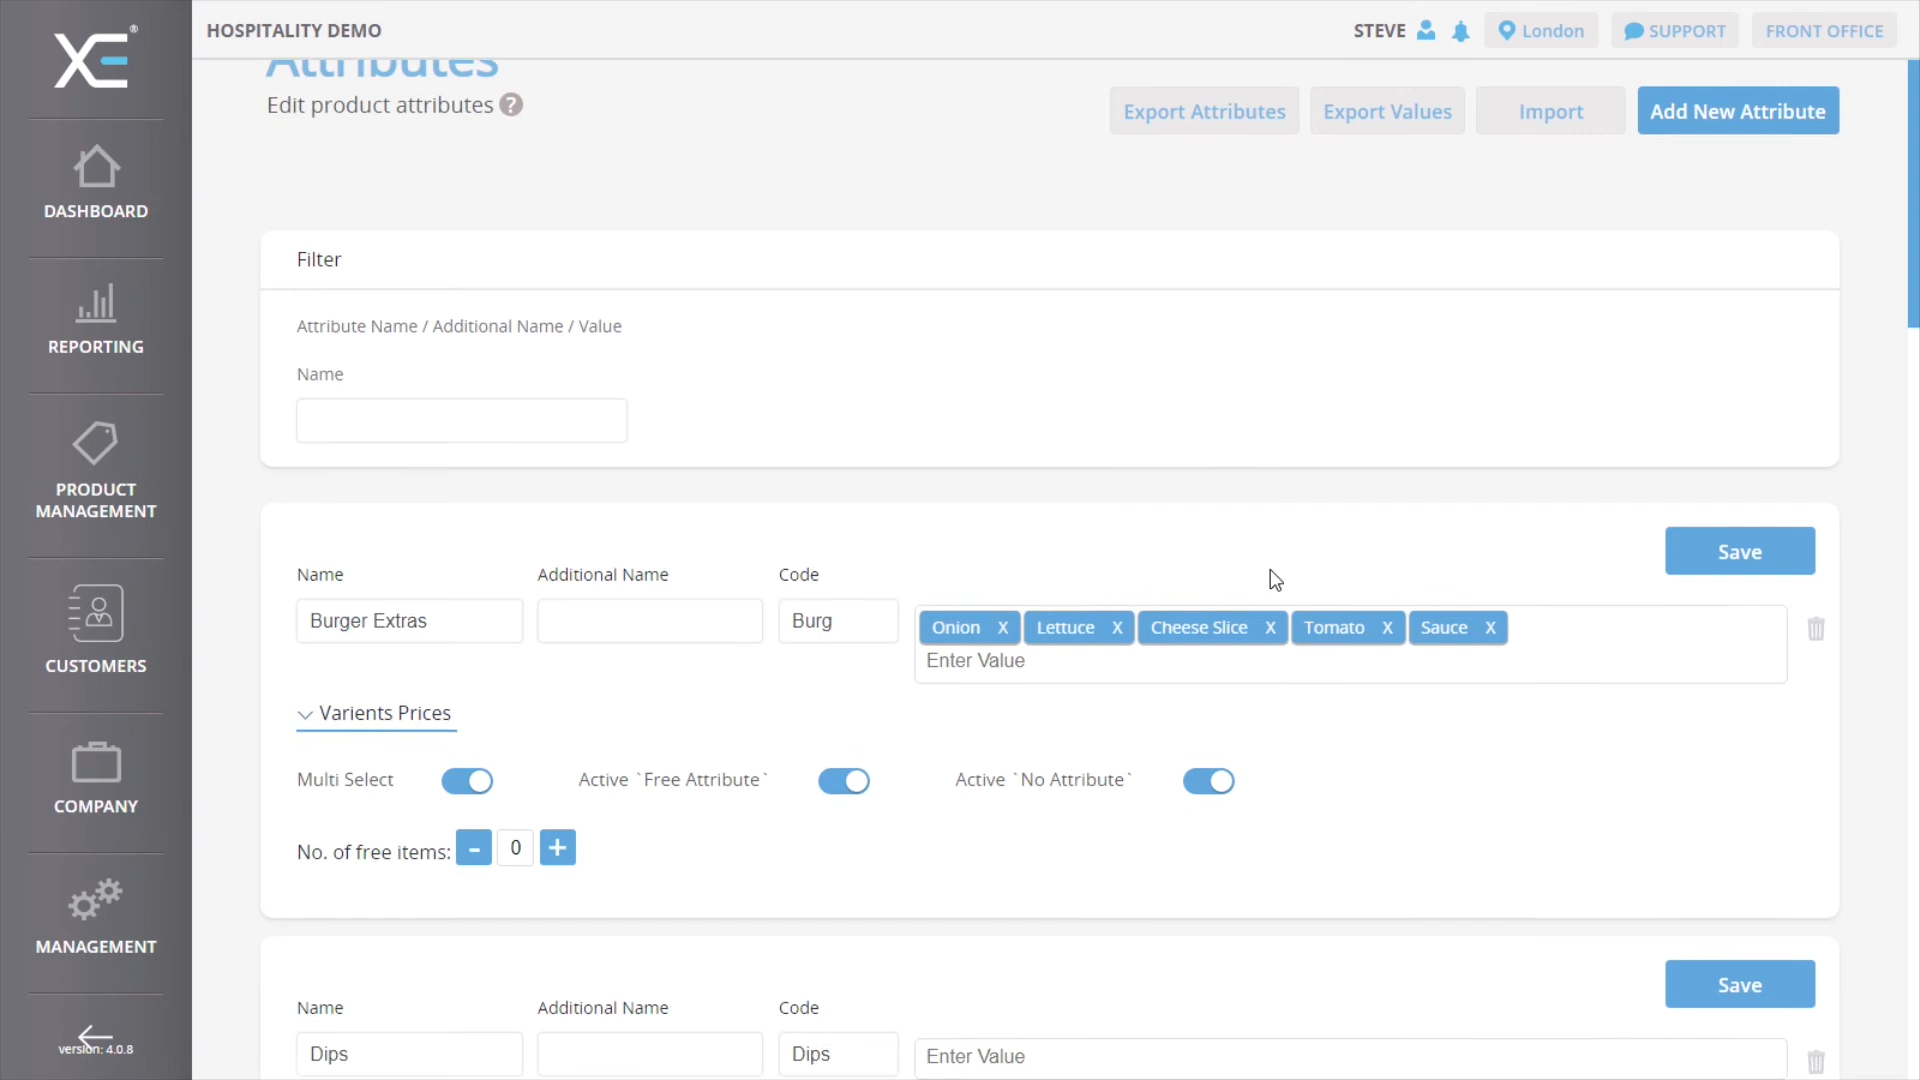 XE®
HOSPITALITY DEMO
STEVE
London
SUPPORT
FRONT OFFICE
Attributes
Edit product attributes ?
Export Attributes
Export Values
Import
Add New Attribute
DASHBOARD
REPORTING
PRODUCT
MANAGEMENT
CUSTOMERS
COMPANY
MANAGEMENT
version: 4.0.8
Filter
Attribute Name / Additional Name / Value
Name
Save
Name Additional Name Code
Burger Extras Burg Onion X Lettuce X Cheese Slice X Tomato X Sauce X
Enter Value
Varients Prices
Multi Select Active `Free Attribute` Active `No Attribute`
No. of free items: - 0 +
Save
Name Additional Name Code
Dips Dips Enter Value